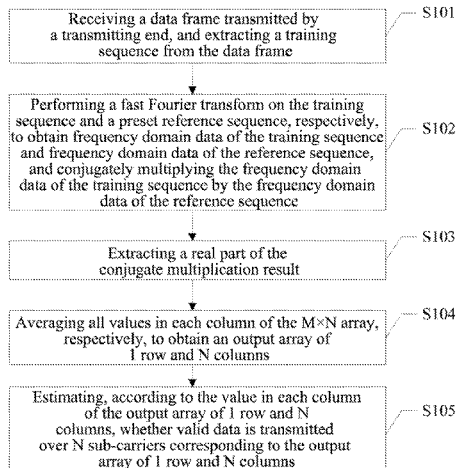 Receiving a data frame transmitted by
a transmitting end, and extracting a training
sequence from the data frame
S101
Performing a fast Fourier transform on the training
sequence and a preset reference sequence, respectively,
to obtain frequency domain data of the training sequence
and frequency domain data of the reference sequence,
and conjugately multiplying the frequency domain
data of the training sequence by the frequency domain
data of the reference sequence
S102
Extracting a real part of the
conjugate multiplication result
S103
Averaging all values in each column of the M×N array,
respectively, to obtain an output array of
1 row and N columns
S104
Estimating, according to the value in each column
of the output array of 1 row and N
columns, whether valid data is transmitted
over N sub-carriers corresponding to the output
array of 1 row and N columns
S105